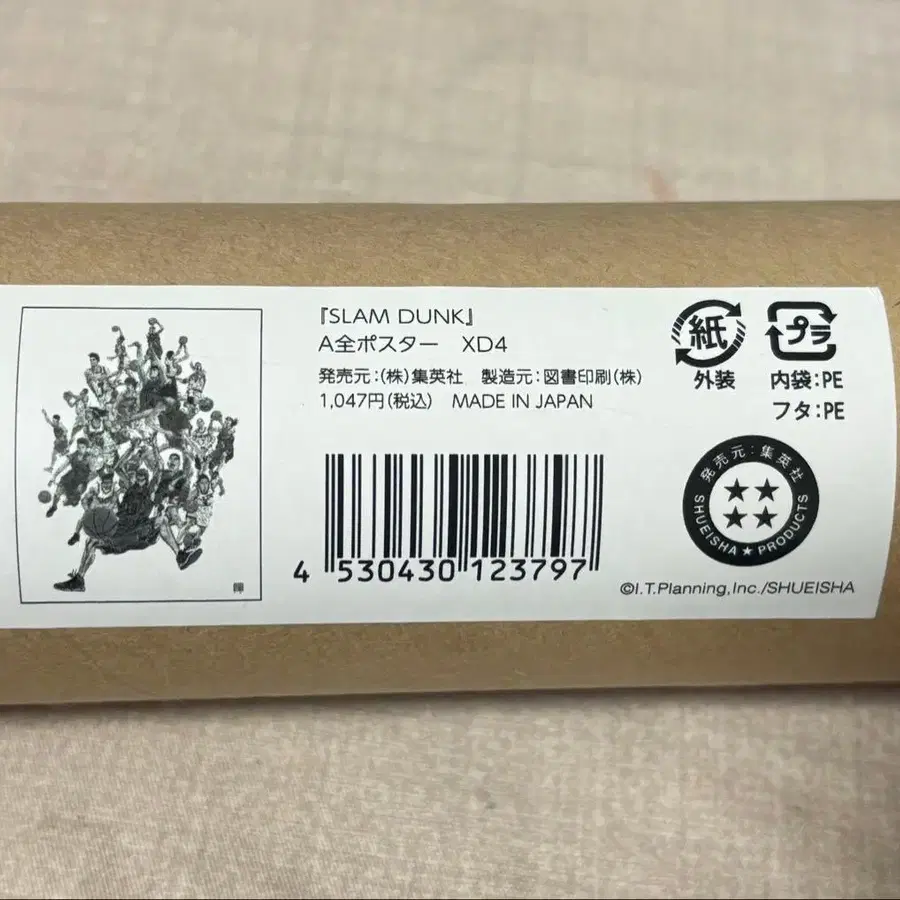 『SLAM DUNK』
A全ポスター　XD4
発売元:(株)集英社　製造元:図書印刷(株)
1,047円(税込)　MADE IN JAPAN
4 530430 123797
紙
外装
プラ
内袋:PE
フタ:PE
発売元:集英社
SHUEISHA★PRODUCTS
©I.T.Planning,Inc./SHUEISHA